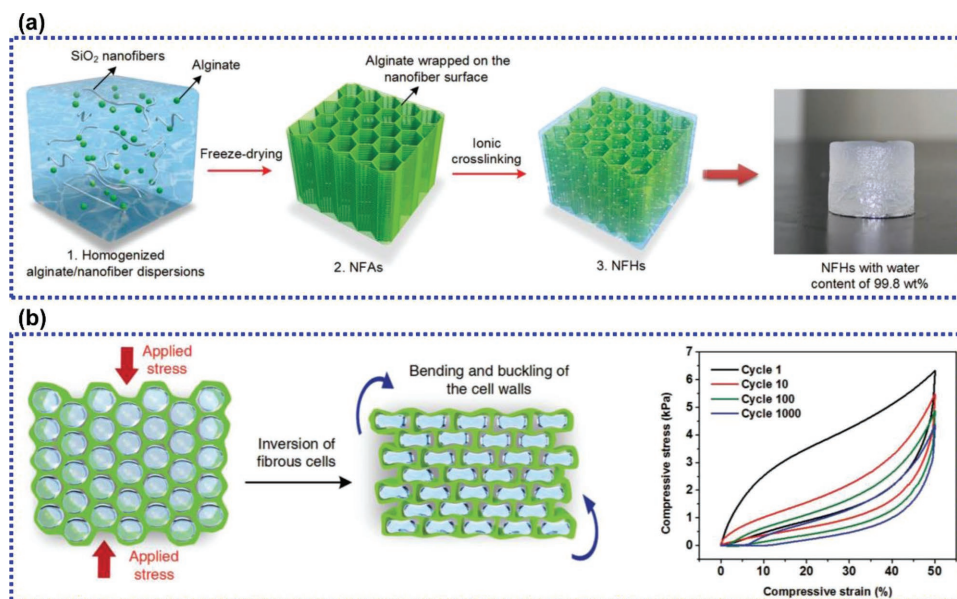 (a)
SiO₂ nanofibers
Alginate
Alginate wrapped on the
nanofiber surface
Freeze-drying
Ionic
crosslinking
1. Homogenized
alginate/nanofiber dispersions
2. NFAs
3. NFHs
NFHs with water
content of 99.8 wt%
(b)
Applied
stress
Applied
stress
Inversion of
fibrous cells
Bending and buckling of
the cell walls
Compressive stress (kPa)
7
6
5
4
3
2
1
0
Cycle 1
Cycle 10
Cycle 100
Cycle 1000
0 10 20 30 40 50
Compressive strain (%)